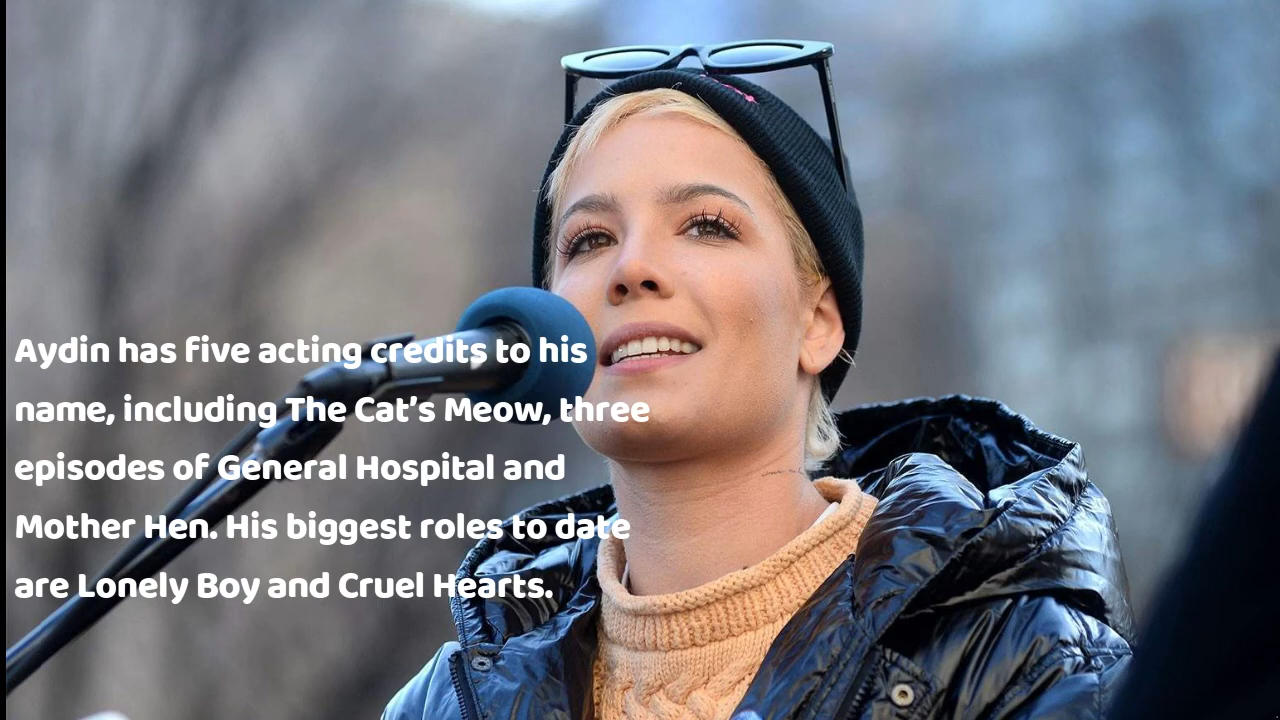 Aydin has five acting credits to his
name, including The Cat’s Meow, three
episodes of General Hospital and
Mother Hen. His biggest roles to date
are Lonely Boy and Cruel Hearts.